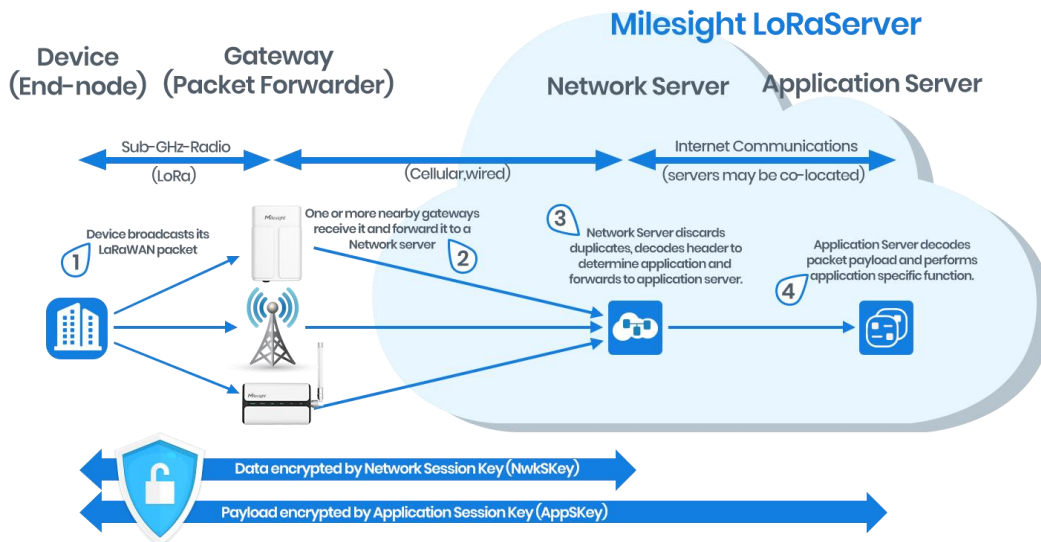 Milesight LoRaServer
Device
(End-node)
Gateway
(Packet Forwarder)
Network Server
Application Server
Sub-GHz-Radio
(LoRa)
(Cellular,wired)
Internet Communications
(servers may be co-located)
1
Device broadcasts its
LaRaWAN packet
Milesight
One or more nearby gateways
receive it and forward it to a
Network server
2
3
Network Server discards
duplicates, decodes header to
determine application and
forwards to application server.
4
Application Server decodes
packet payload and performs
application specific function.
Milesight
Data encrypted by Network Session Key (NwkSKey)
Payload encrypted by Application Session Key (AppSKey)